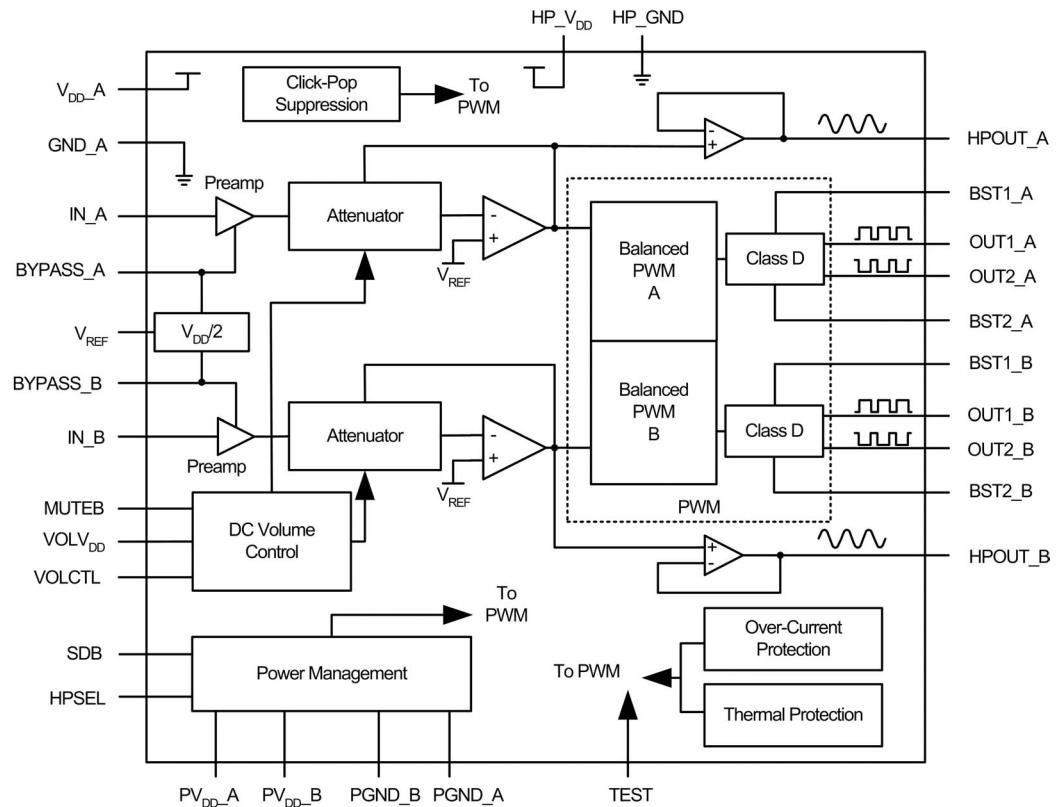 HP_VDD
HP_GND
VDD_A
Click-Pop
Suppression
To
PWM
GND_A
HPOUT_A
Preamp
BST1_A
IN_A
Attenuator
-
+
VREF
Balanced
PWM
A
Class D
OUT1_A
OUT2_A
BYPASS_A
BST2_A
VREF
VDD/2
BST1_B
BYPASS_B
Balanced
PWM
B
Class D
OUT1_B
OUT2_B
IN_B
Attenuator
-
+
VREF
Preamp
BST2_B
PWM
MUTEB
VOLVDD
VOLCTL
DC Volume
Control
+
-
HPOUT_B
To
PWM
SDB
HPSEL
Power Management
To PWM
Over-Current
Protection
Thermal Protection
PVDD_A
PVDD_B
PGND_B
PGND_A
TEST
-
+